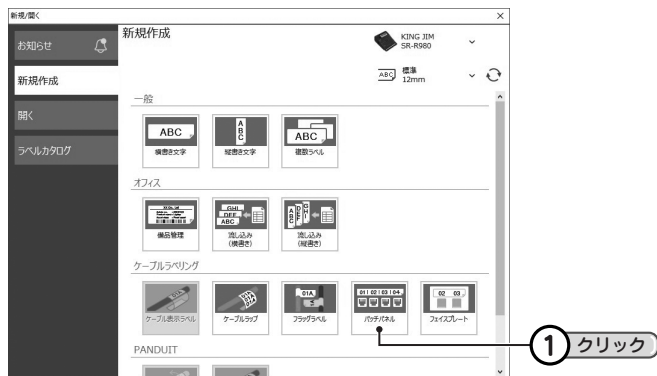 新規/開く
お知らせ
新規作成
開く
ラベルカタログ
新規作成
KING JIM
SR-R980
ABC
標準
12mm
一般
ABC
横書き文字
ABC
縦書き文字
ABC
複数ラベル
オフィス
備品管理
GHI
DEF
ABC
流し込み
(横書き)
ABC
DEF
GHI
流し込み
(縦書き)
ケーブルラベリング
ケーブル表示ラベル
ケーブルラップ
01A
フラッグラベル
01 02 03 04
パッチパネル
02 03
フェイスプレート
PANDUIT
1 クリック